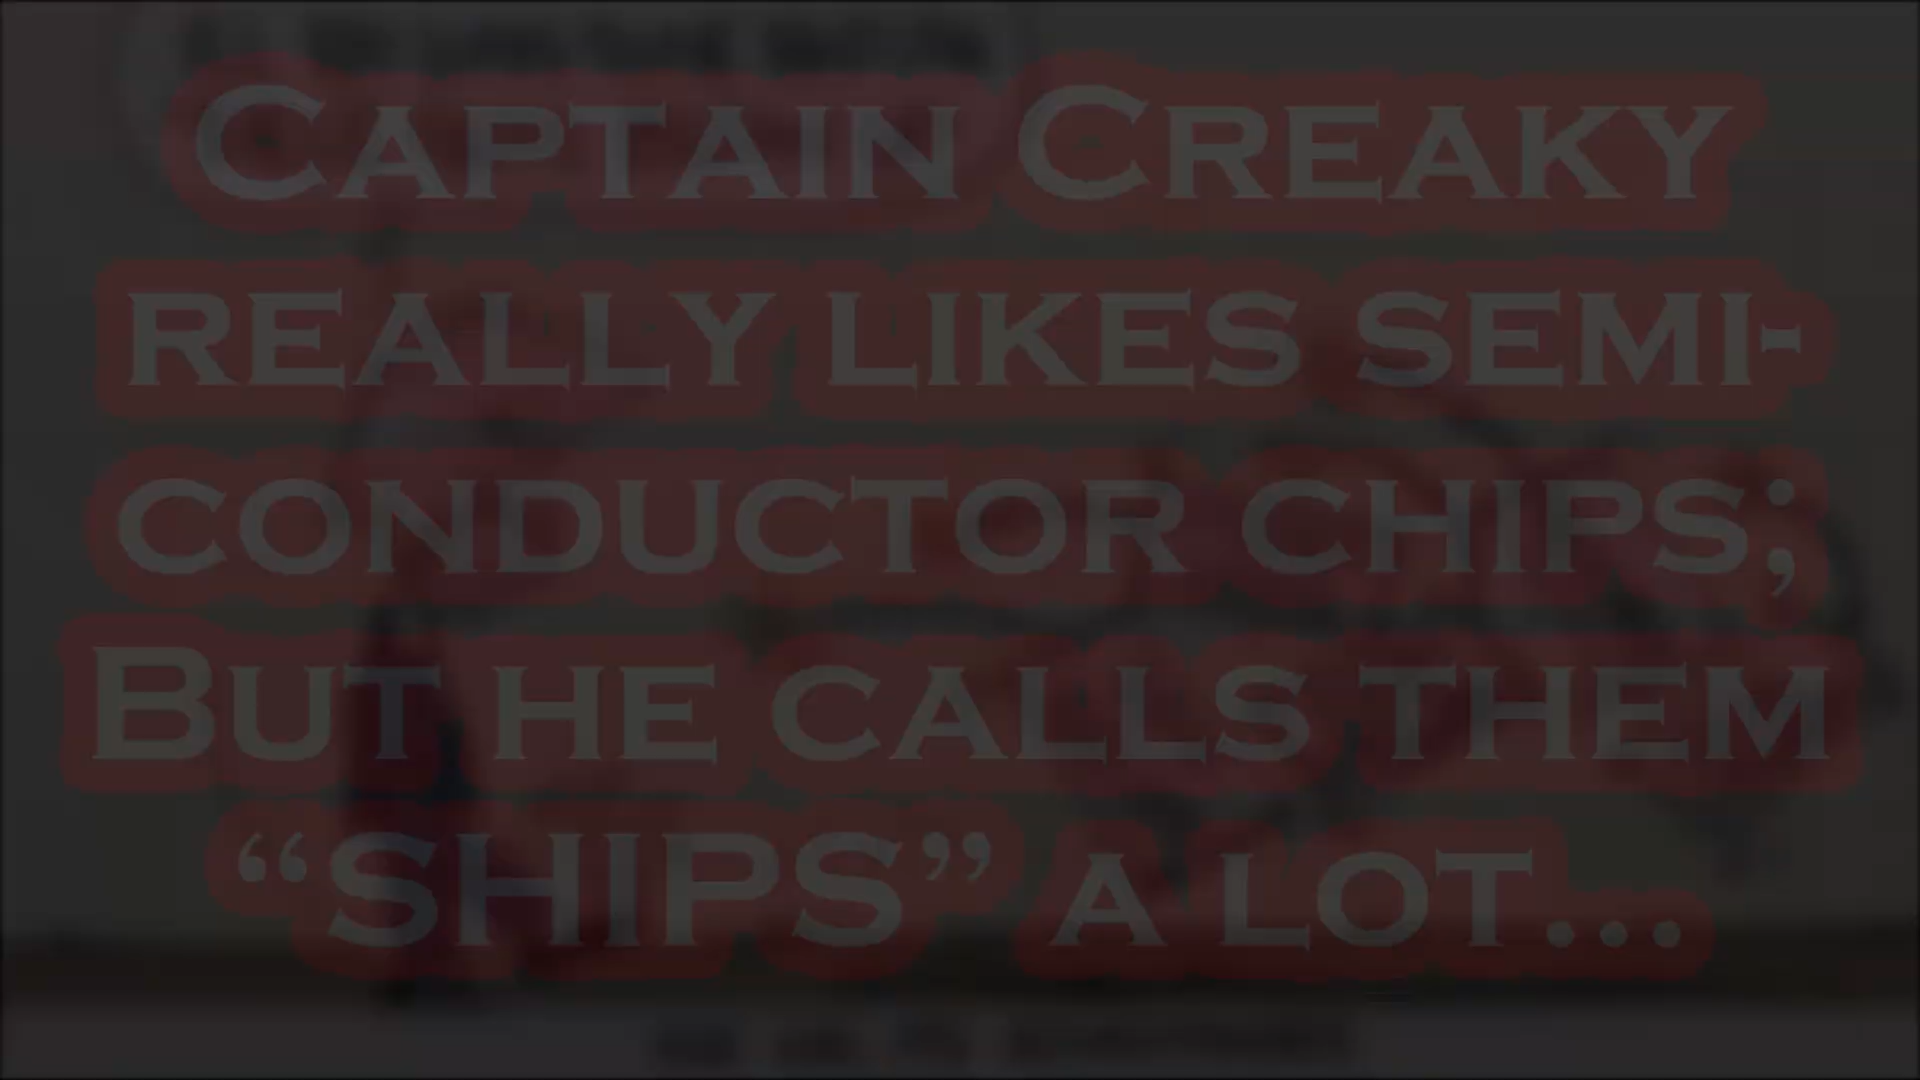 Captain Creaky
really likes semi-
conductor chips;
But he calls them
“ships” a lot...